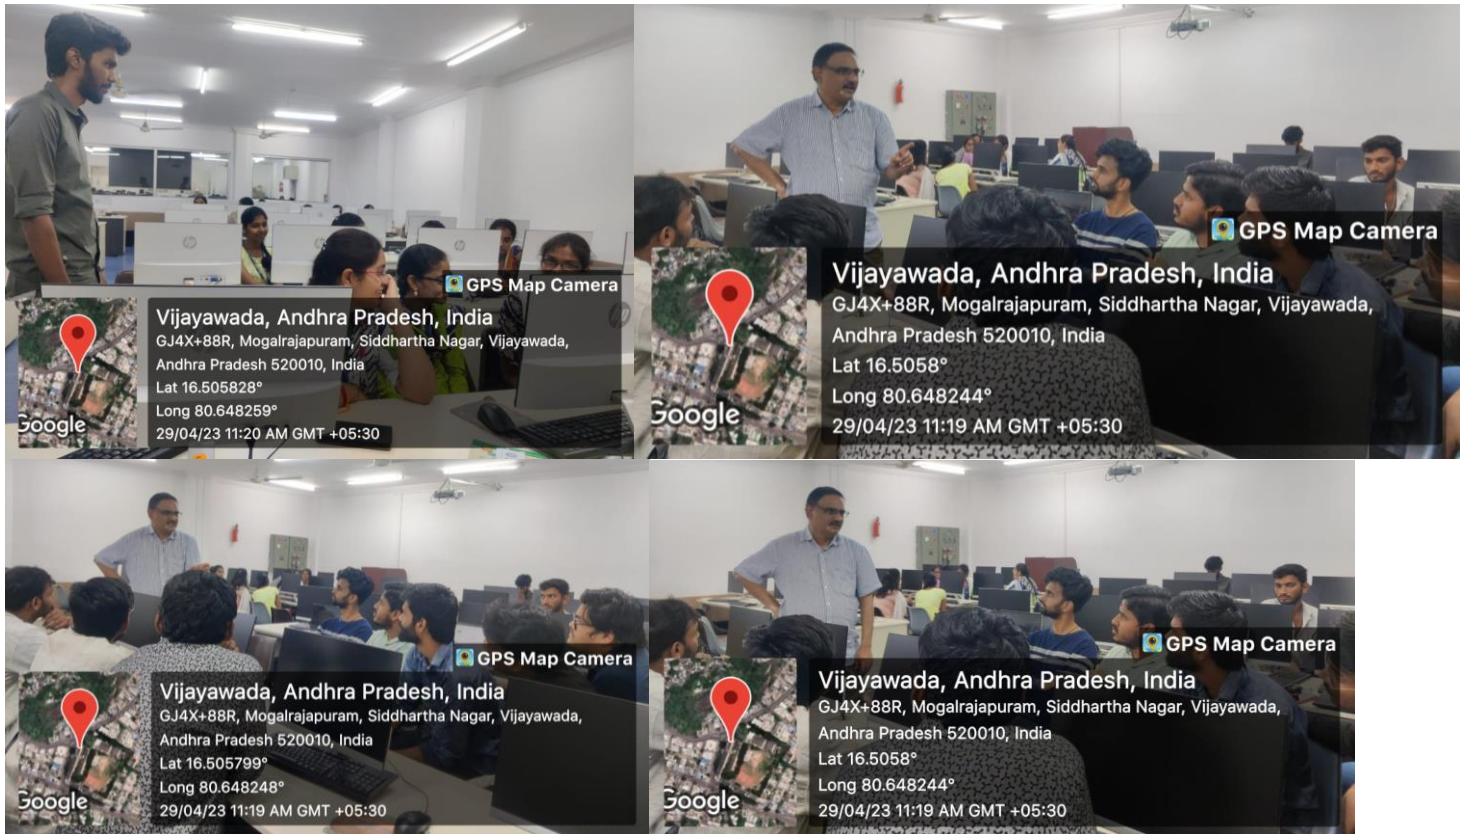 GPS Map Camera
Vijayawada, Andhra Pradesh, India
GJ4X+88R, Mogalrajapuram, Siddhartha Nagar, Vijayawada,
Andhra Pradesh 520010, India
Lat 16.505828°
Long 80.648259°
29/04/23 11:20 AM GMT +05:30
Google
hp
hp
hp
GPS Map Camera
Vijayawada, Andhra Pradesh, India
GJ4X+88R, Mogalrajapuram, Siddhartha Nagar, Vijayawada,
Andhra Pradesh 520010, India
Lat 16.5058°
Long 80.648244°
29/04/23 11:19 AM GMT +05:30
Google
GPS Map Camera
Vijayawada, Andhra Pradesh, India
GJ4X+88R, Mogalrajapuram, Siddhartha Nagar, Vijayawada,
Andhra Pradesh 520010, India
Lat 16.505799°
Long 80.648248°
29/04/23 11:19 AM GMT +05:30
Google
GPS Map Camera
Vijayawada, Andhra Pradesh, India
GJ4X+88R, Mogalrajapuram, Siddhartha Nagar, Vijayawada,
Andhra Pradesh 520010, India
Lat 16.5058°
Long 80.648244°
29/04/23 11:19 AM GMT +05:30
Google